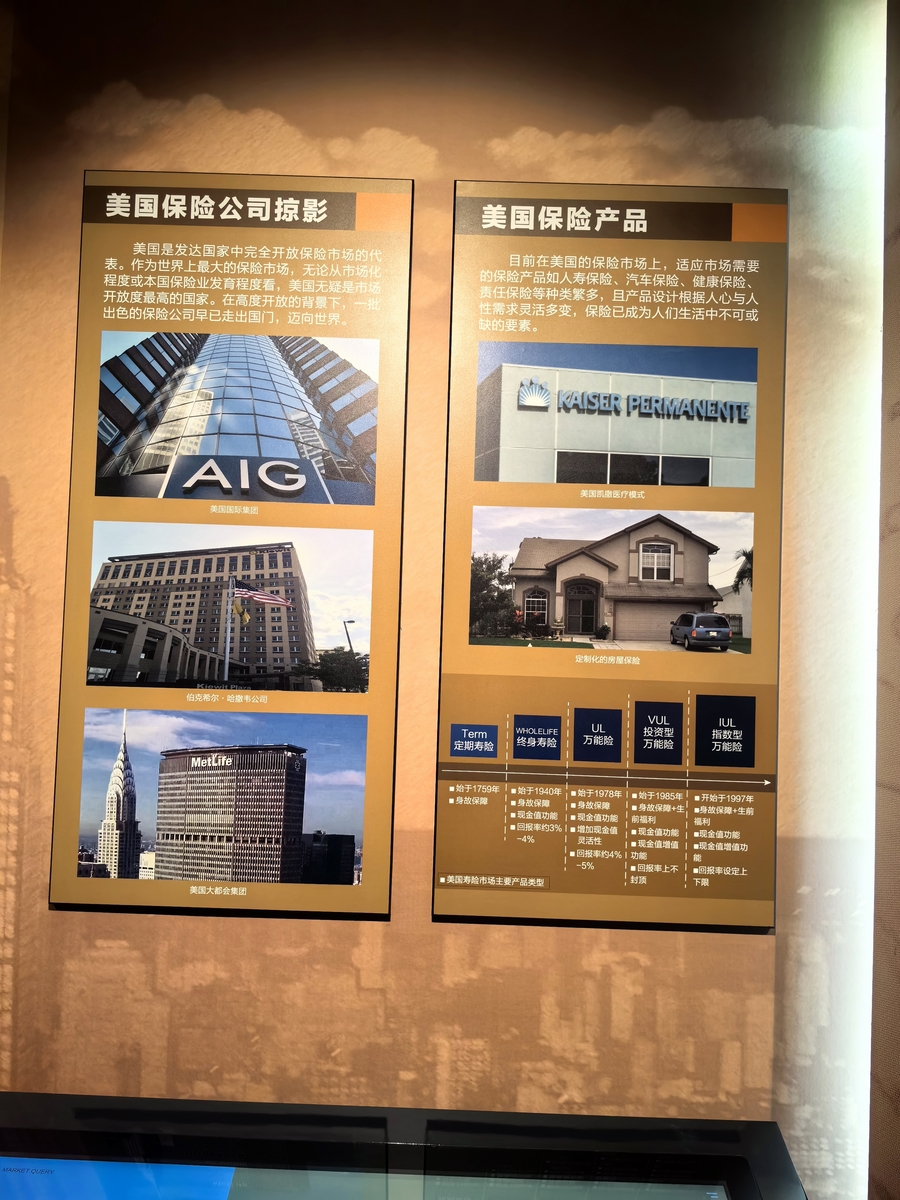 美国保险公司掠影
美国是发达国家中完全开放保险市场的代
表。作为世界上最大的保险市场，无论从市场化
程度或本国保险业发育程度看，美国无疑是市场
开放度最高的国家。在高度开放的背景下，一批
出色的保险公司早已走出国门，迈向世界。
AIG
美国国际集团
Kiewit Plaza
伯克希尔·哈撒韦公司
MetLife
美国大都会集团
美国保险产品
目前在美国的保险市场上，适应市场需要
的保险产品如人寿保险、汽车保险、健康保险、
责任保险等种类繁多，且产品设计根据人心与人
性需求灵活多变，保险已成为人们生活中不可或
缺的要素。
KAISER PERMANENTE
美国凯撒医疗模式
定制化的房屋保险
Term
定期寿险
■始于1759年
■身故保障
WHOLELIFE
终身寿险
■始于1940年
■身故保障
■现金值功能
■回报率约3%
–4%
UL
万能险
■始于1978年
■身故保障
■现金值功能
■增加现金值
灵活性
■回报率约4%
–5%
VUL
投资型
万能险
■始于1985年
■身故保障+生
前福利
■现金值功能
■现金值增值
功能
■回报率上不
封顶
IUL
指数型
万能险
■开始于1997年
■身故保障+生前
福利
■现金值功能
■现金值增值功
能
■回报率设定上
下限
■美国寿险市场主要产品类型
MARKET QUERY